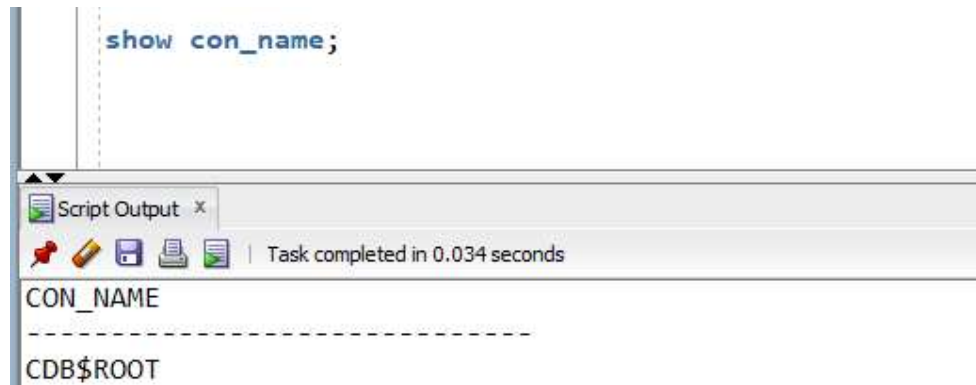 show con_name;
Script Output x
Task completed in 0.034 seconds
CON_NAME
------------------------------
CDB$ROOT